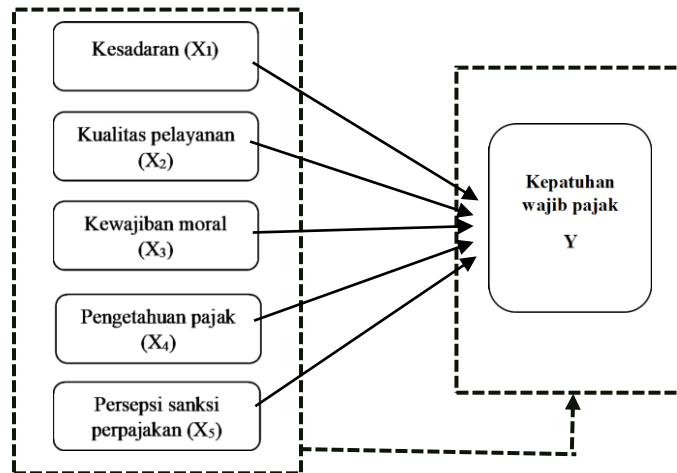 Kesadaran (X1)
Kualitas pelayanan
(X2)
Kewajiban moral
(X3)
Pengetahuan pajak
(X4)
Persepsi sanksi
perpajakan (X5)
Kepatuhan
wajib pajak
Y